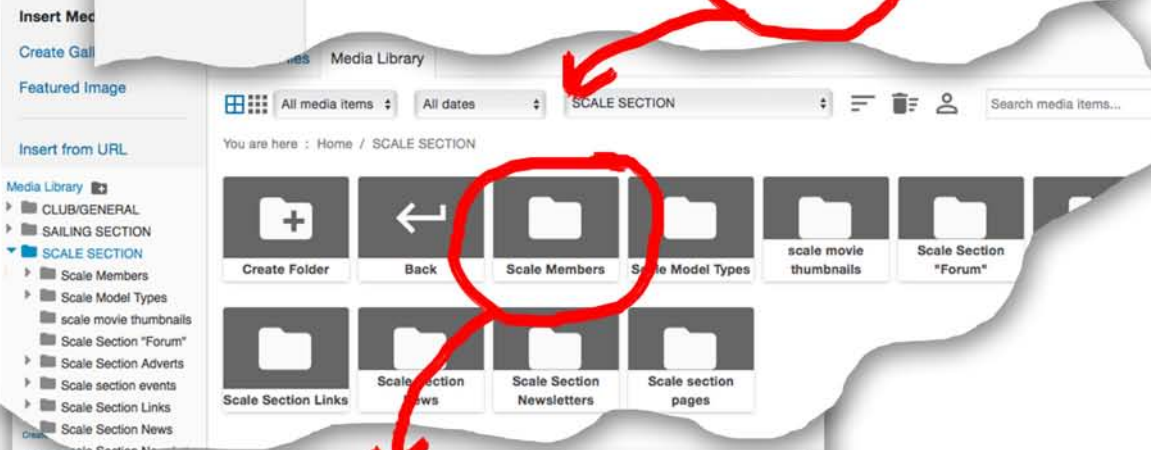 Insert Med
Create Gal
Featured Image
Insert from URL
Media Library
All media items
All dates
SCALE SECTION
Search media items...
You are here : Home / SCALE SECTION
Media Library
CLUB/GENERAL
SAILING SECTION
SCALE SECTION
Scale Members
Scale Model Types
scale movie thumbnails
Scale Section "Forum"
Scale Section Adverts
Scale section events
Scale Section Links
Scale Section News
Create Folder
Back
Scale Members
Scale Model Types
scale movie
thumbnails
Scale Section
"Forum"
Scale Section Links
Scale Section
News
Scale Section
Newsletters
Scale section
pages